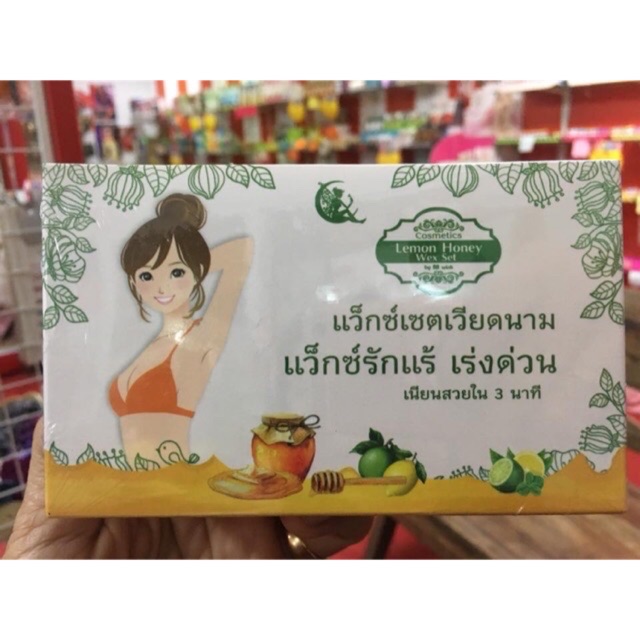 Cosmetics
Lemon Honey
Wex Set
by
แว็กซ์เซตเวียดนาม
แว็กซ์รักแร้ เร่งด่วน
เนียนสวยใน 3 นาที